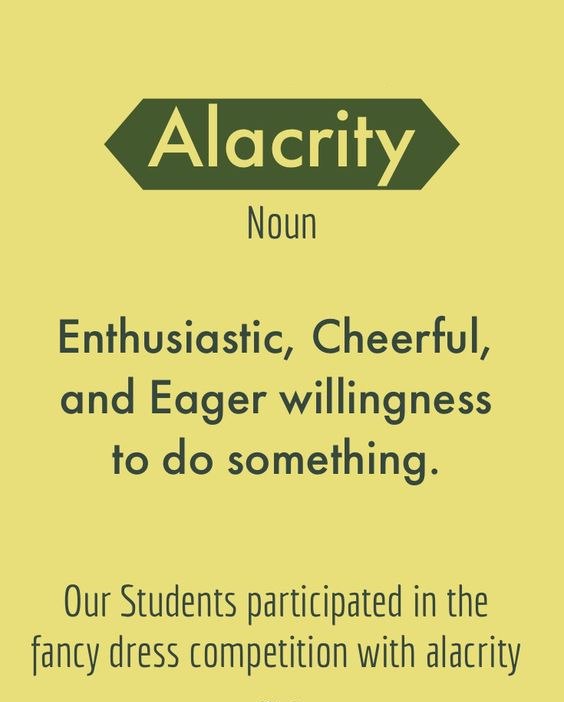 Alacrity
Noun
Enthusiastic, Cheerful,
and Eager willingness
to do something.
Our Students participated in the
fancy dress competition with alacrity